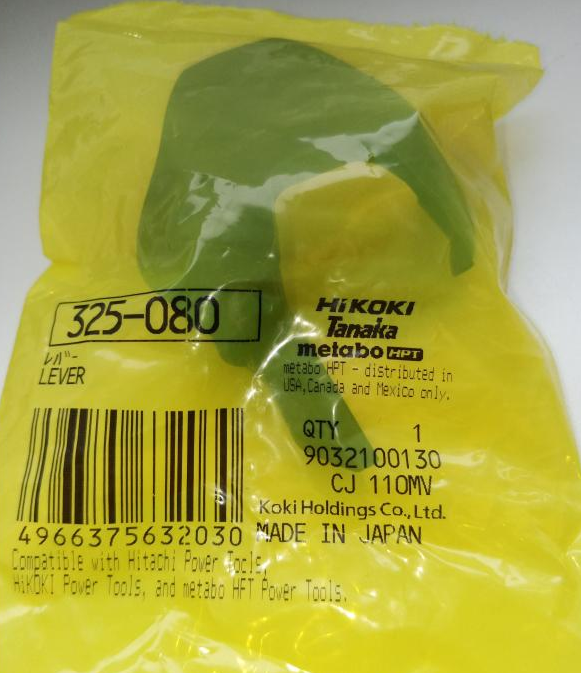 325-080
レバー
LEVER
HiKOKI
Tanaka
metabo HPT
metabo HPT - distributed in
USA,Canada and Mexico only.
QTY 1
9032100130
CJ 110MV
Koki Holdings Co.,Ltd.
4966375632030
MADE IN JAPAN
Compatible with Hitachi Power Tools,
HiKOKI Power Tools, and metabo HPT Power Tools.